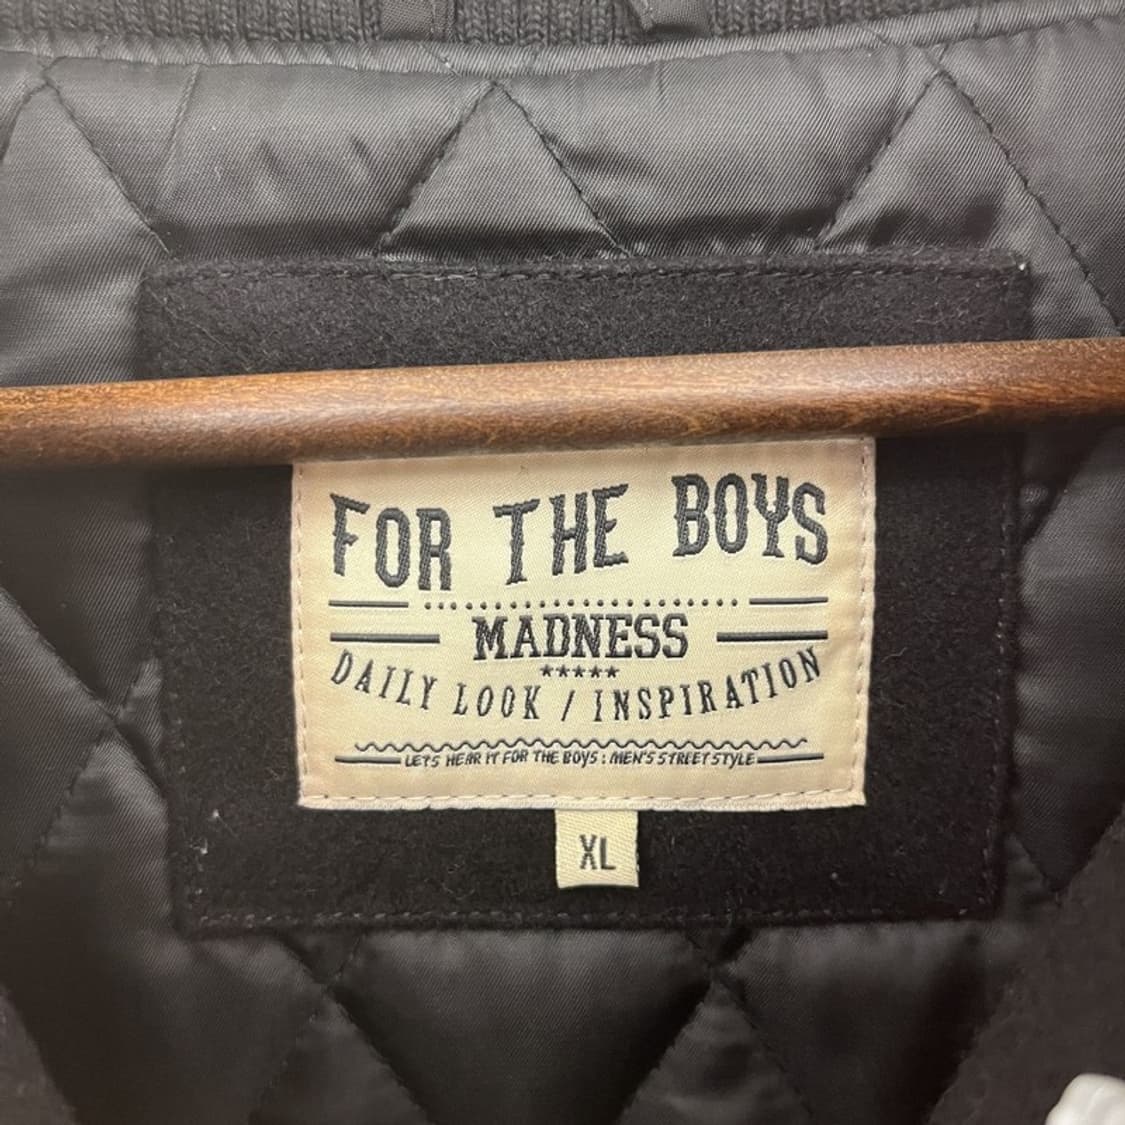 FOR THE BOYS
MADNESS
*****
DAILY LOOK / INSPIRATION
LET'S HEAR IT FOR THE BOYS : MEN'S STREET STYLE
XL